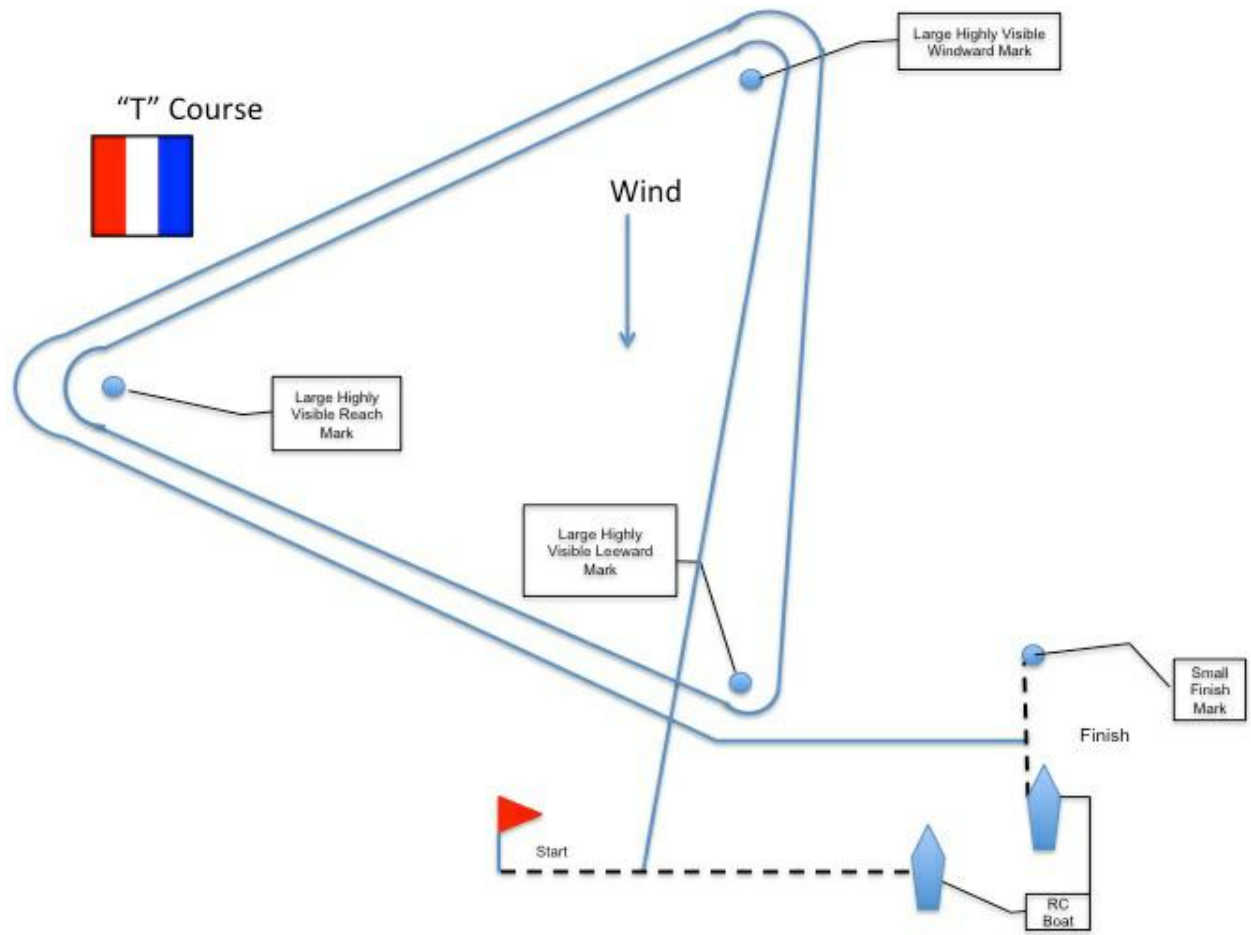 Large Highly Visible
Windward Mark
“T” Course
Wind
Large Highly
Visible Reach
Mark
Large Highly
Visible Leeward
Mark
Small
Finish
Mark
Finish
Start
RC
Boat